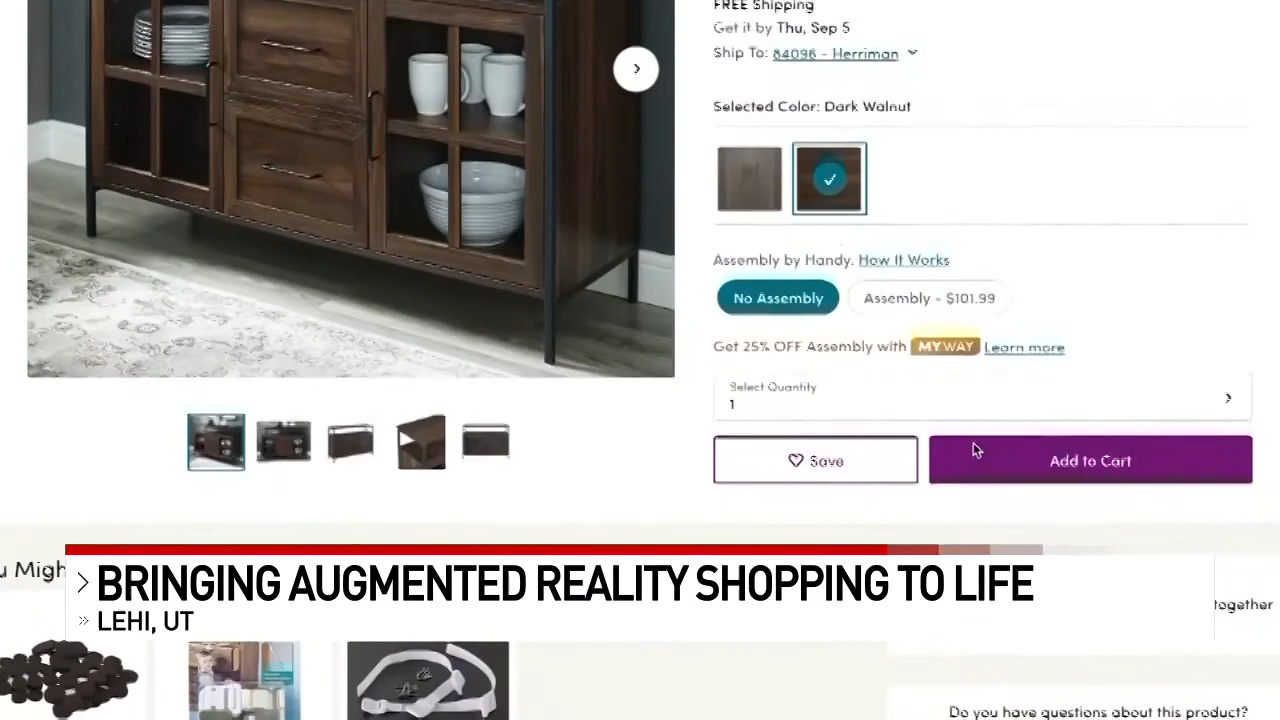 FREE Shipping
Get it by Thu, Sep 5
Ship To: 84096 - Herriman
Selected Color: Dark Walnut
Assembly by Handy. How It Works
No Assembly
Assembly - $101.99
Get 25% OFF Assembly with MYWAY Learn more
Select Quantity
1
Save
Add to Cart
u Migh
BRINGING AUGMENTED REALITY SHOPPING TO LIFE
LEHI, UT
together
Do you have questions about this product?